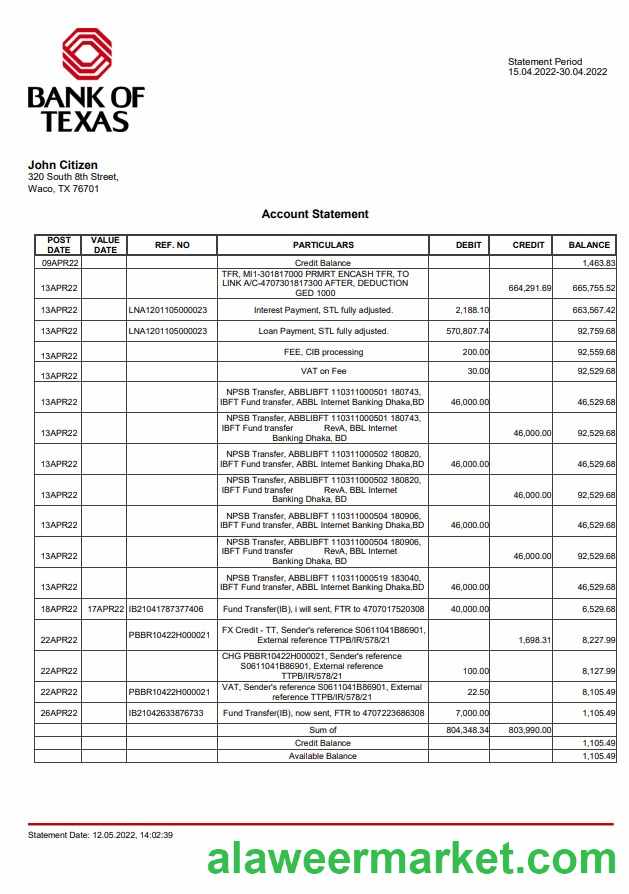 BANK OF
TEXAS
Statement Period
15.04.2022-30.04.2022
John Citizen
320 South 8th Street,
Waco, TX 76701
Account Statement
POST DATE VALUE DATE REF. NO PARTICULARS DEBIT CREDIT BALANCE
09APR22 Credit Balance 1,463.83
TFR, MI1-301817000 PRMRT ENCASH TFR, TO
LINK A/C-4707301817300 AFTER, DEDUCTION
13APR22 GED 1000 664,291.69 665,755.52
13APR22 LNA1201105000023 Interest Payment, STL fully adjusted. 2,188.10 663,567.42
13APR22 LNA1201105000023 Loan Payment, STL fully adjusted. 570,807.74 92,759.68
13APR22 FEE, CIB processing 200.00 92,559.68
13APR22 VAT on Fee 30.00 92,529.68
NPSB Transfer, ABBLIBFT 110311000501 180743,
13APR22 IBFT Fund transfer, ABBL Internet Banking Dhaka,BD 46,000.00 46,529.68
NPSB Transfer, ABBLIBFT 110311000501 180743,
IBFT Fund transfer RevA, BBL Internet
13APR22 Banking Dhaka, BD 46,000.00 92,529.68
NPSB Transfer, ABBLIBFT 110311000502 180820,
13APR22 IBFT Fund transfer, ABBL Internet Banking Dhaka,BD 46,000.00 46,529.68
NPSB Transfer, ABBLIBFT 110311000502 180820,
IBFT Fund transfer RevA, BBL Internet
13APR22 Banking Dhaka, BD 46,000.00 92,529.68
NPSB Transfer, ABBLIBFT 110311000504 180906,
13APR22 IBFT Fund transfer, ABBL Internet Banking Dhaka,BD 46,000.00 46,529.68
NPSB Transfer, ABBLIBFT 110311000504 180906,
IBFT Fund transfer RevA, BBL Internet
13APR22 Banking Dhaka, BD 46,000.00 92,529.68
NPSB Transfer, ABBLIBFT 110311000519 183040,
13APR22 IBFT Fund transfer, ABBL Internet Banking Dhaka,BD 46,000.00 46,529.68
18APR22 17APR22 IB21041787377406 Fund Transfer(IB), i will sent, FTR to 4707017520308 40,000.00 6,529.68
FX Credit - TT, Sender's reference S0611041B86901,
22APR22 PBBR10422H000021 External reference TTPB/IR/578/21 1,698.31 8,227.99
CHG PBBR10422H000021, Sender's reference
S0611041B86901, External reference
22APR22 TTPB/IR/578/21 100.00 8,127.99
22APR22 PBBR10422H000021 VAT, Sender's reference S0611041B86901, External
reference TTPB/IR/578/21 22.50 8,105.49
26APR22 IB21042633876733 Fund Transfer(IB), now sent, FTR to 4707223686308 7,000.00 1,105.49
Sum of 804,348.34 803,990.00
Credit Balance 1,105.49
Available Balance 1,105.49
Statement Date: 12.05.2022, 14:02:39
alaweermarket.com